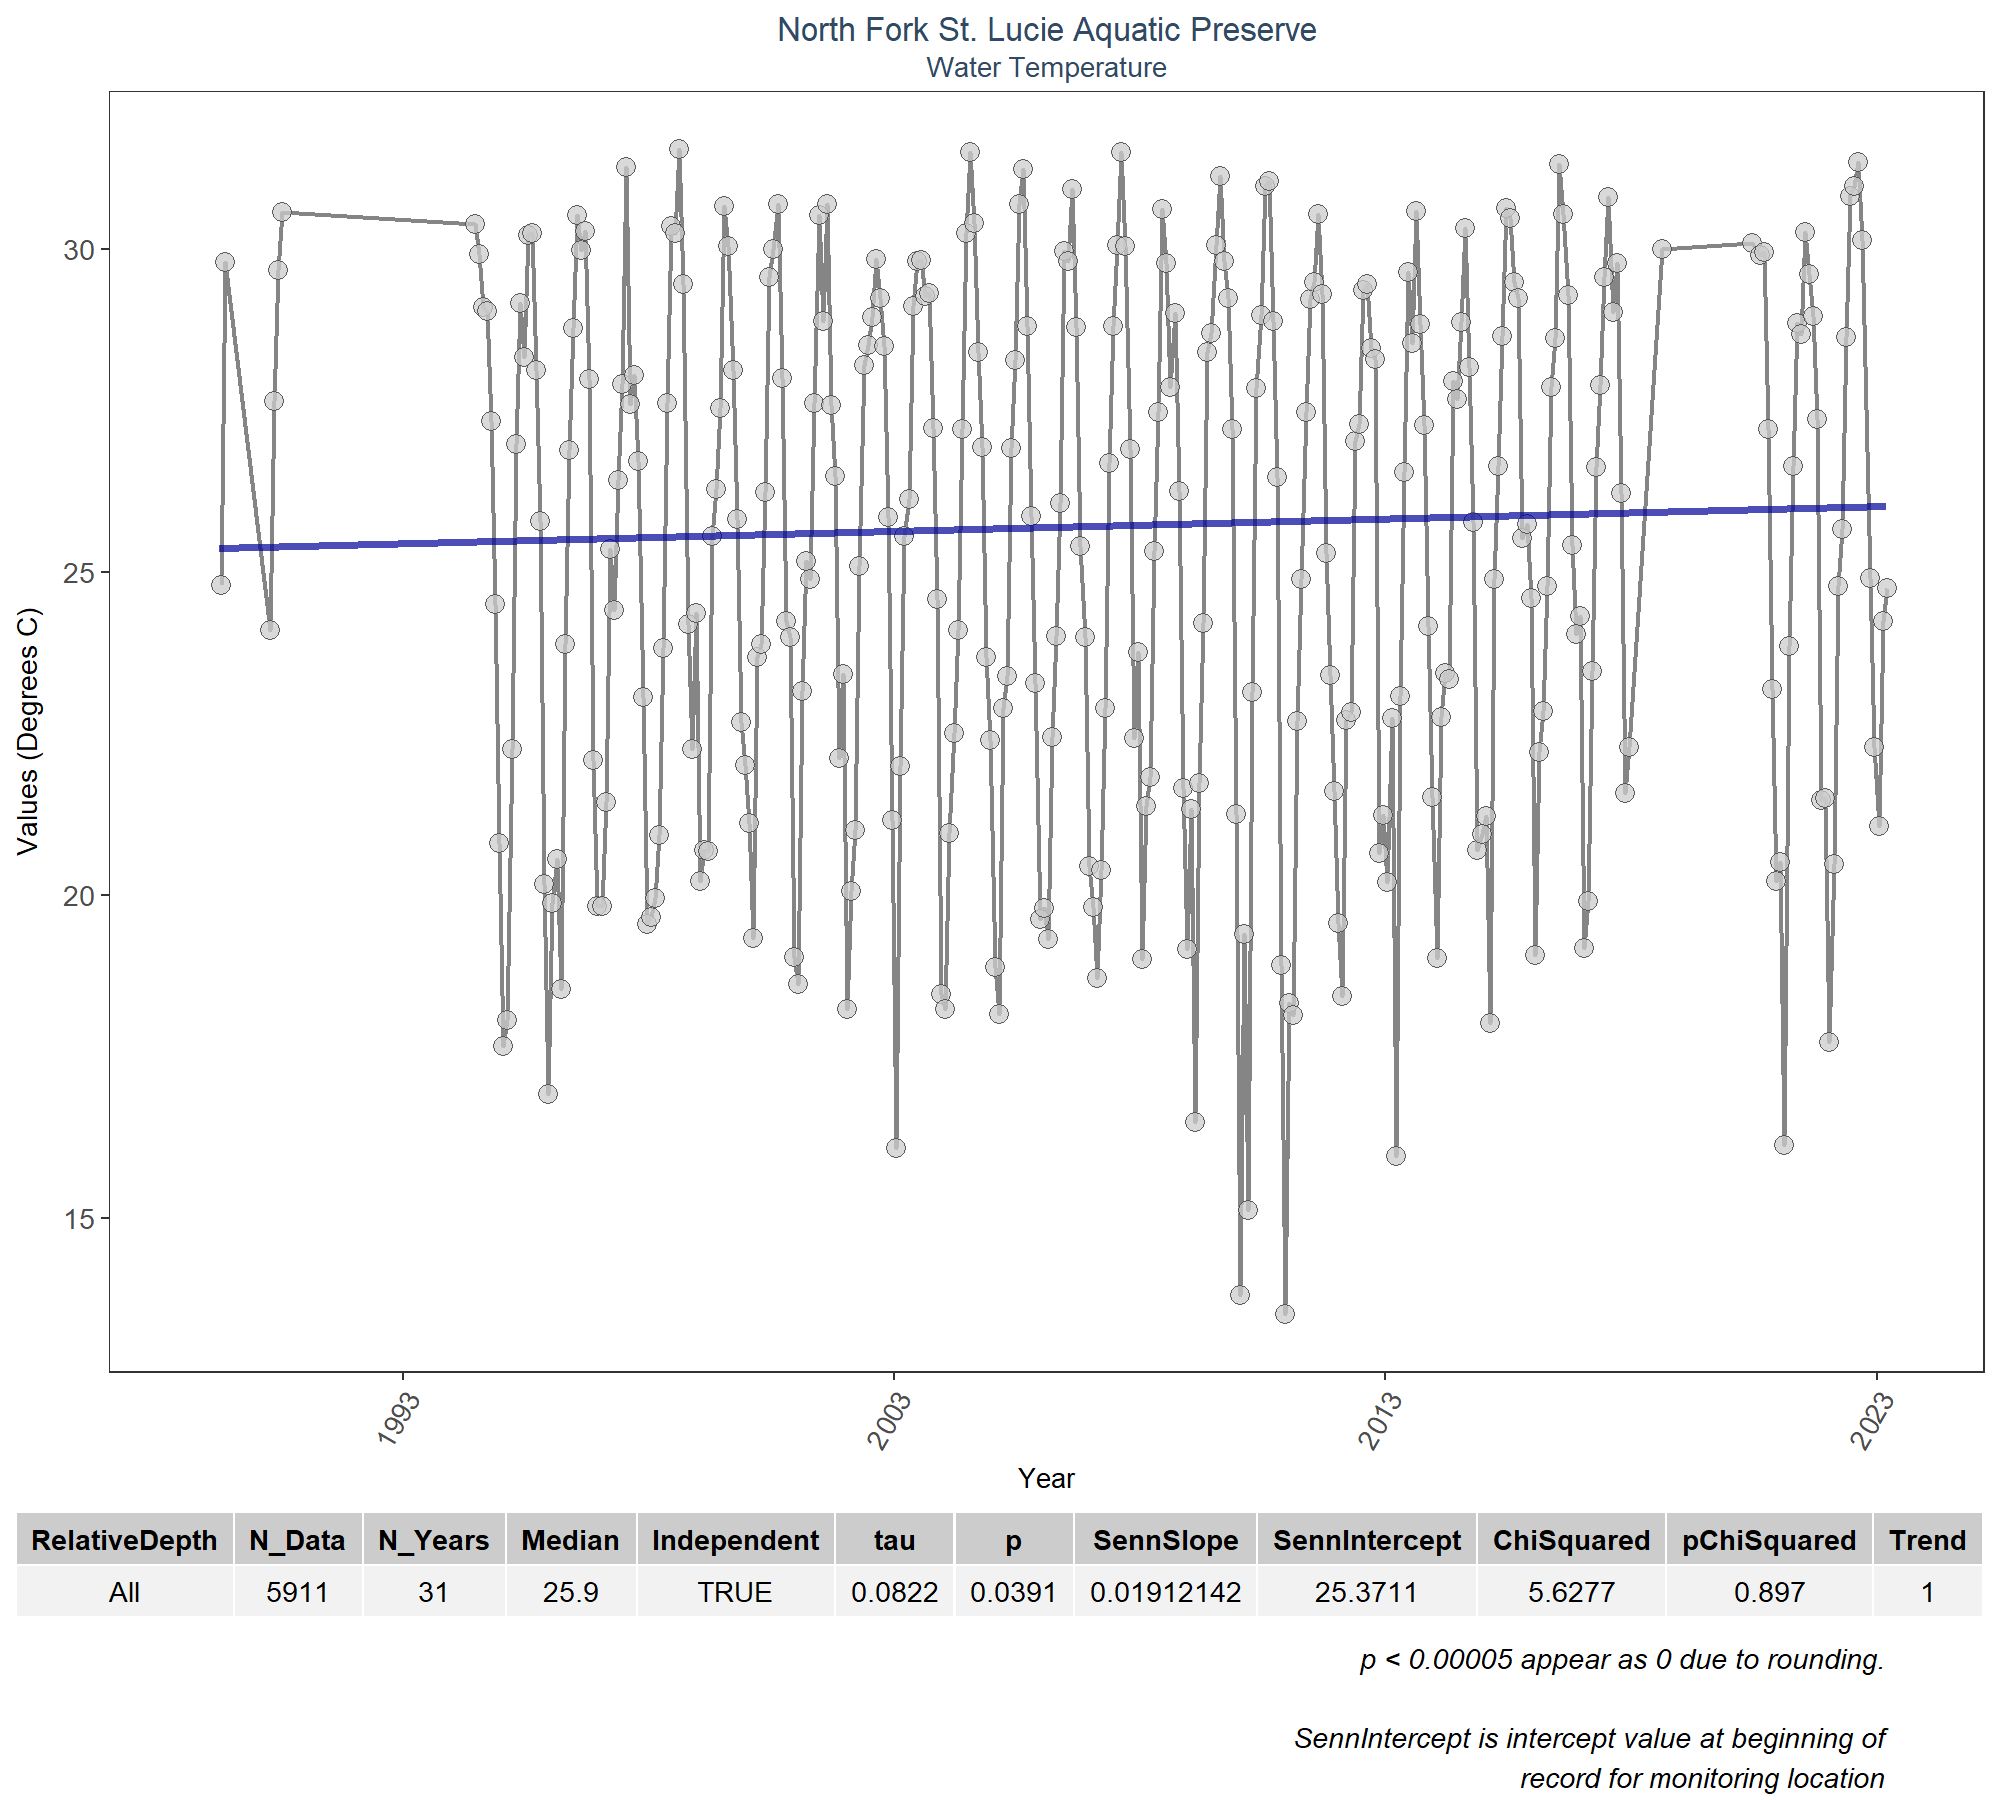 North Fork St. Lucie Aquatic Preserve
Water Temperature
Values (Degrees C)
30
25
20
15
1993
2003
2013
2023
Year
RelativeDepth N_Data N_Years Median Independent tau p SennSlope SennIntercept ChiSquared pChiSquared Trend
All 5911 31 25.9 TRUE 0.0822 0.0391 0.01912142 25.3711 5.6277 0.897 1
p < 0.00005 appear as 0 due to rounding.
SennIntercept is intercept value at beginning of
record for monitoring location